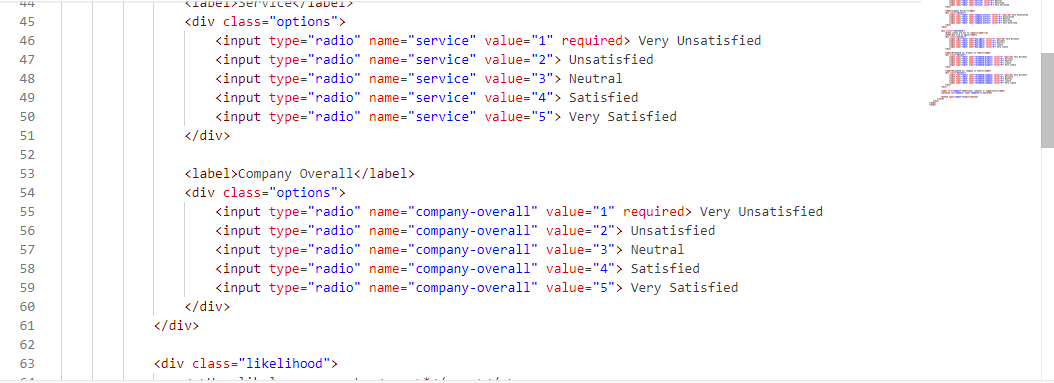 44 <label>Service</label>
45 <div class="options">
46 <input type="radio" name="service" value="1" required> Very Unsatisfied
47 <input type="radio" name="service" value="2"> Unsatisfied
48 <input type="radio" name="service" value="3"> Neutral
49 <input type="radio" name="service" value="4"> Satisfied
50 <input type="radio" name="service" value="5"> Very Satisfied
51 </div>
52
53 <label>Company Overall</label>
54 <div class="options">
55 <input type="radio" name="company-overall" value="1" required> Very Unsatisfied
56 <input type="radio" name="company-overall" value="2"> Unsatisfied
57 <input type="radio" name="company-overall" value="3"> Neutral
58 <input type="radio" name="company-overall" value="4"> Satisfied
59 <input type="radio" name="company-overall" value="5"> Very Satisfied
60 </div>
61 </div>
62
63 <div class="likelihood">